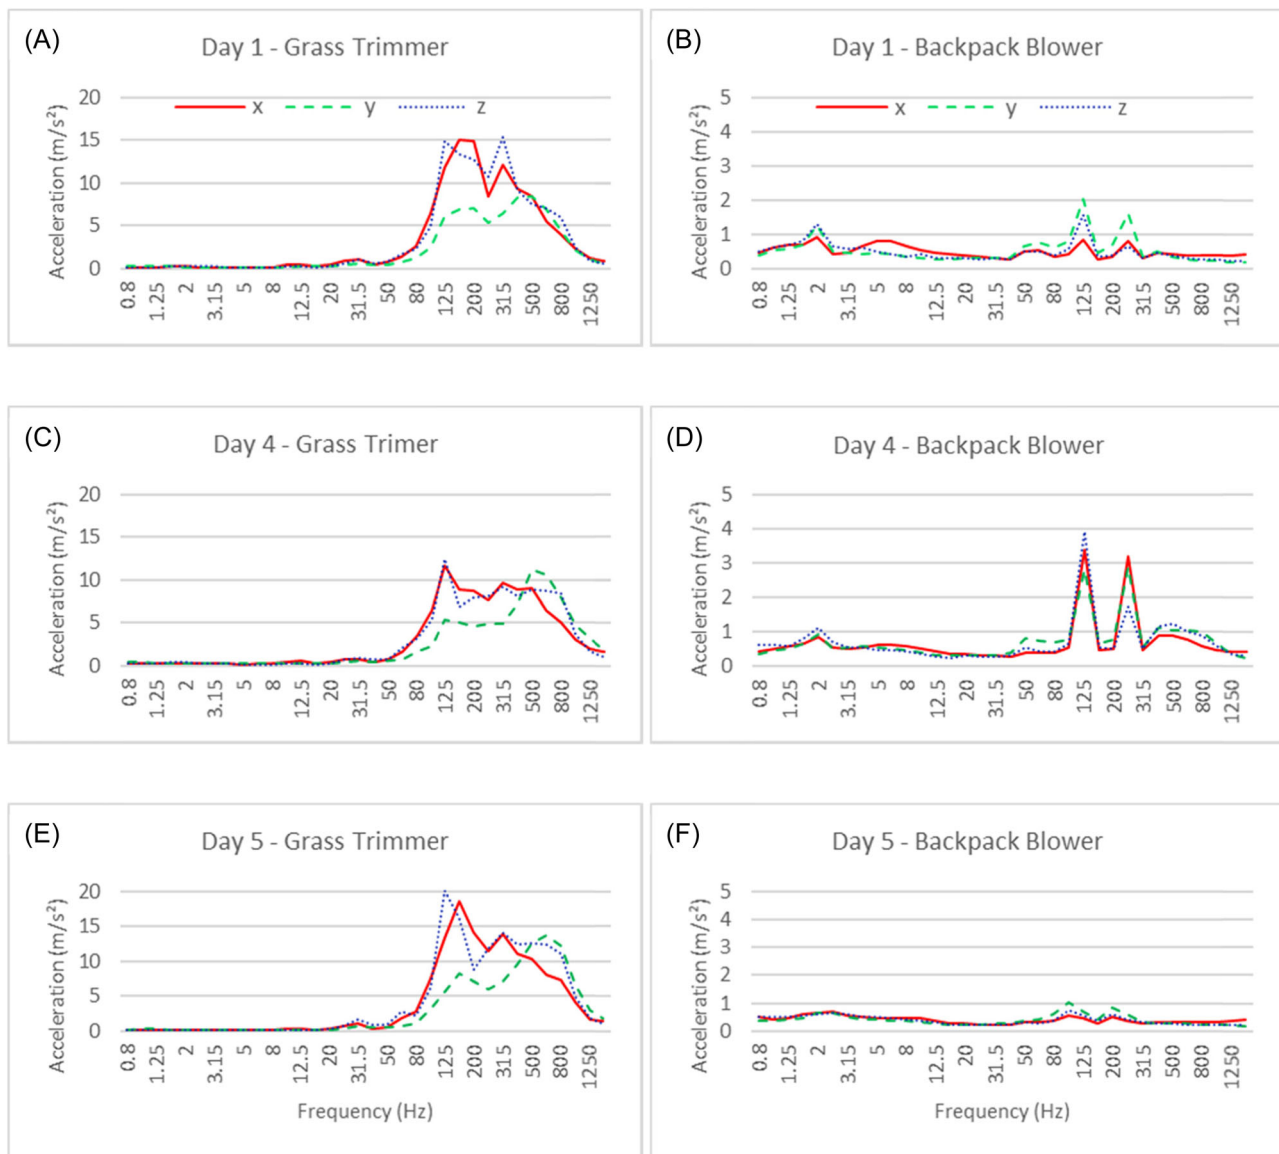 (A)
Day 1 - Grass Trimmer
Acceleration (m/s²)
20
15
10
5
0
x y z
0.8 1.25 2 3.15 5 8 12.5 20 31.5 50 80 125 200 315 500 800 1250
(B)
Day 1 - Backpack Blower
Acceleration (m/s²)
5
4
3
2
1
0
x y z
0.8 1.25 2 3.15 5 8 12.5 20 31.5 50 80 125 200 315 500 800 1250
(C)
Day 4 - Grass Trimer
Acceleration (m/s²)
20
15
10
5
0
0.8 1.25 2 3.15 5 8 12.5 20 31.5 50 80 125 200 315 500 800 1250
(D)
Day 4 - Backpack Blower
Acceleration (m/s²)
5
4
3
2
1
0
0.8 1.25 2 3.15 5 8 12.5 20 31.5 50 80 125 200 315 500 800 1250
(E)
Day 5 - Grass Trimmer
Acceleration (m/s²)
20
15
10
5
0
0.8 1.25 2 3.15 5 8 12.5 20 31.5 50 80 125 200 315 500 800 1250
Frequency (Hz)
(F)
Day 5 - Backpack Blower
Acceleration (m/s²)
5
4
3
2
1
0
0.8 1.25 2 3.15 5 8 12.5 20 31.5 50 80 125 200 315 500 800 1250
Frequency (Hz)